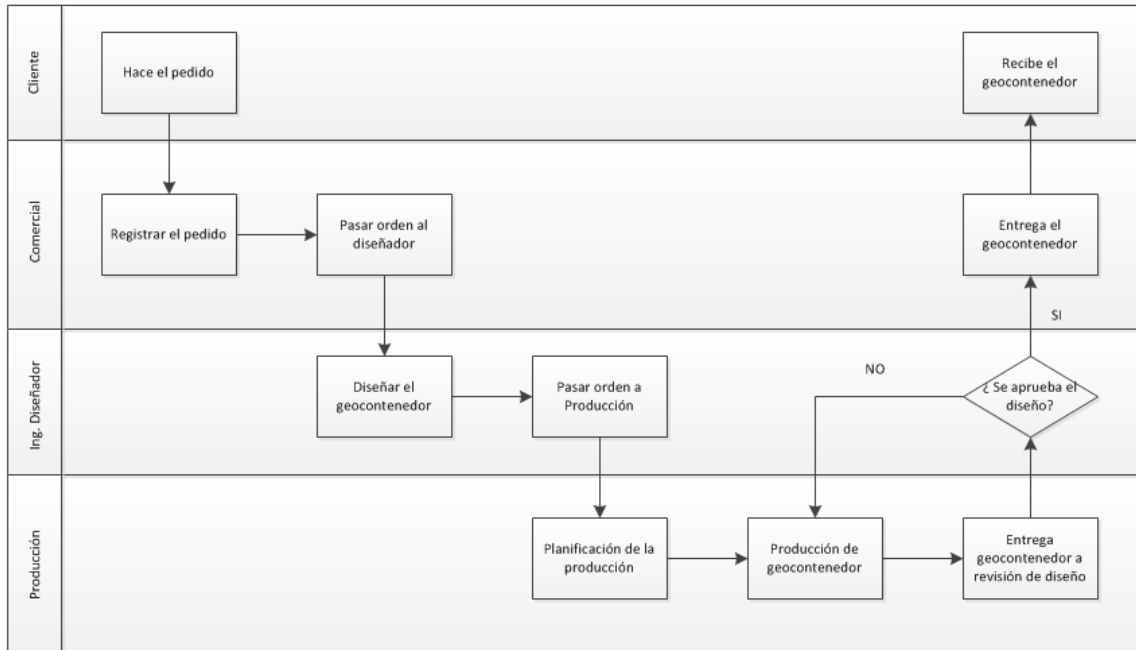 Cliente
Hace el pedido
Recibe el
geocontenedor
Comercial
Registrar el pedido
Pasar orden al
diseñador
Entrega el
geocontenedor
SI
Ing. Diseñador
Diseñar el
geocontenedor
Pasar orden a
Producción
NO
¿ Se aprueba el
diseño?
Producción
Planificación de la
producción
Producción de
geocontenedor
Entrega
geocontenedor a
revisión de diseño